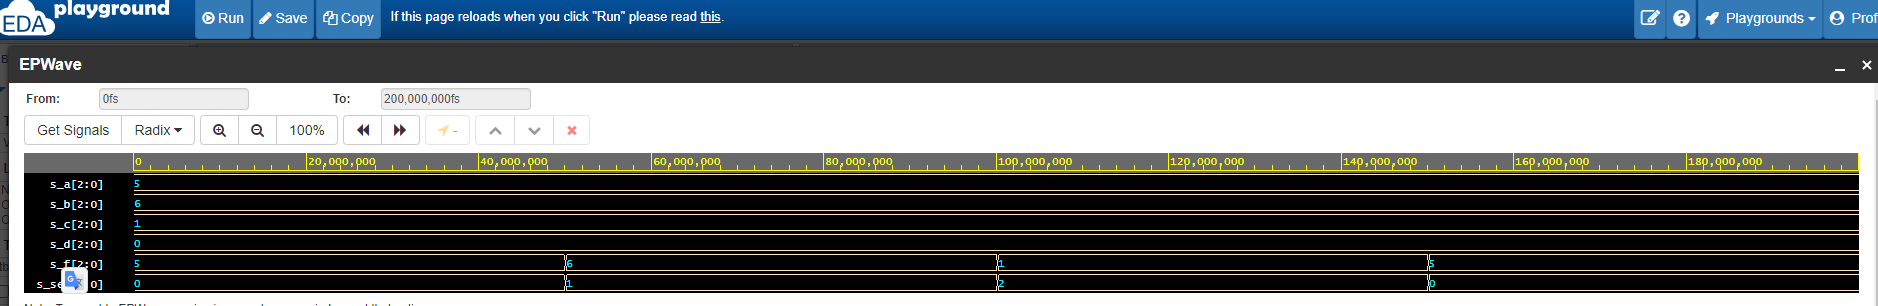 EDA playground
Run Save Copy If this page reloads when you click "Run" please read this. Playgrounds Prof
EPWave
From: 0fs To: 200,000,000fs
Get Signals Radix 100% -
0 20,000,000 40,000,000 60,000,000 80,000,000 100,000,000 120,000,000 140,000,000 160,000,000 180,000,000
s_a[2:0] 5
s_b[2:0] 6
s_c[2:0] 1
s_d[2:0] 0
s_f[2:0] 5 6 1 5
s_se :0] 0 1 2 0